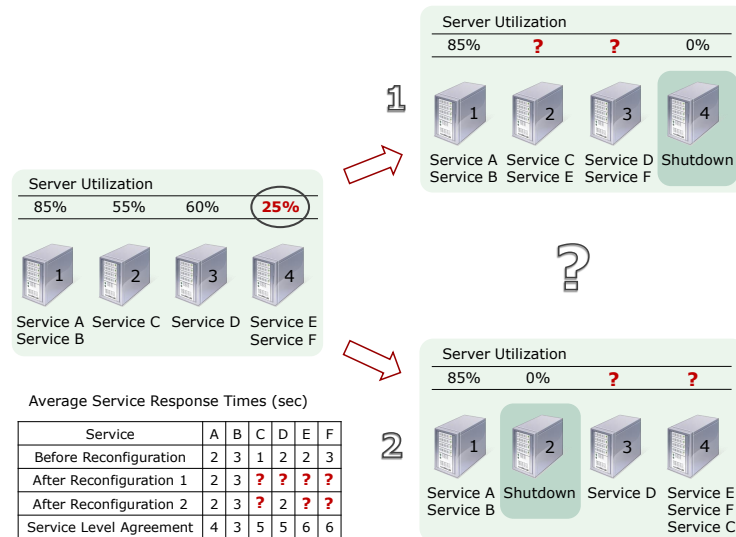 Server Utilization
85% 55% 60% 25%
1 2 3 4
Service A Service C Service D Service E
Service B Service F
1
Server Utilization
85% ? ? 0%
1 2 3 4
Service A Service C Service D Shutdown
Service B Service E Service F
?
2
Server Utilization
85% 0% ? ?
1 2 3 4
Service A Shutdown Service D Service E
Service B Service F
Service C
Average Service Response Times (sec)
Service A B C D E F
Before Reconfiguration 2 3 1 2 2 3
After Reconfiguration 1 2 3 ? ? ? ?
After Reconfiguration 2 2 3 ? 2 ? ?
Service Level Agreement 4 3 5 5 6 6